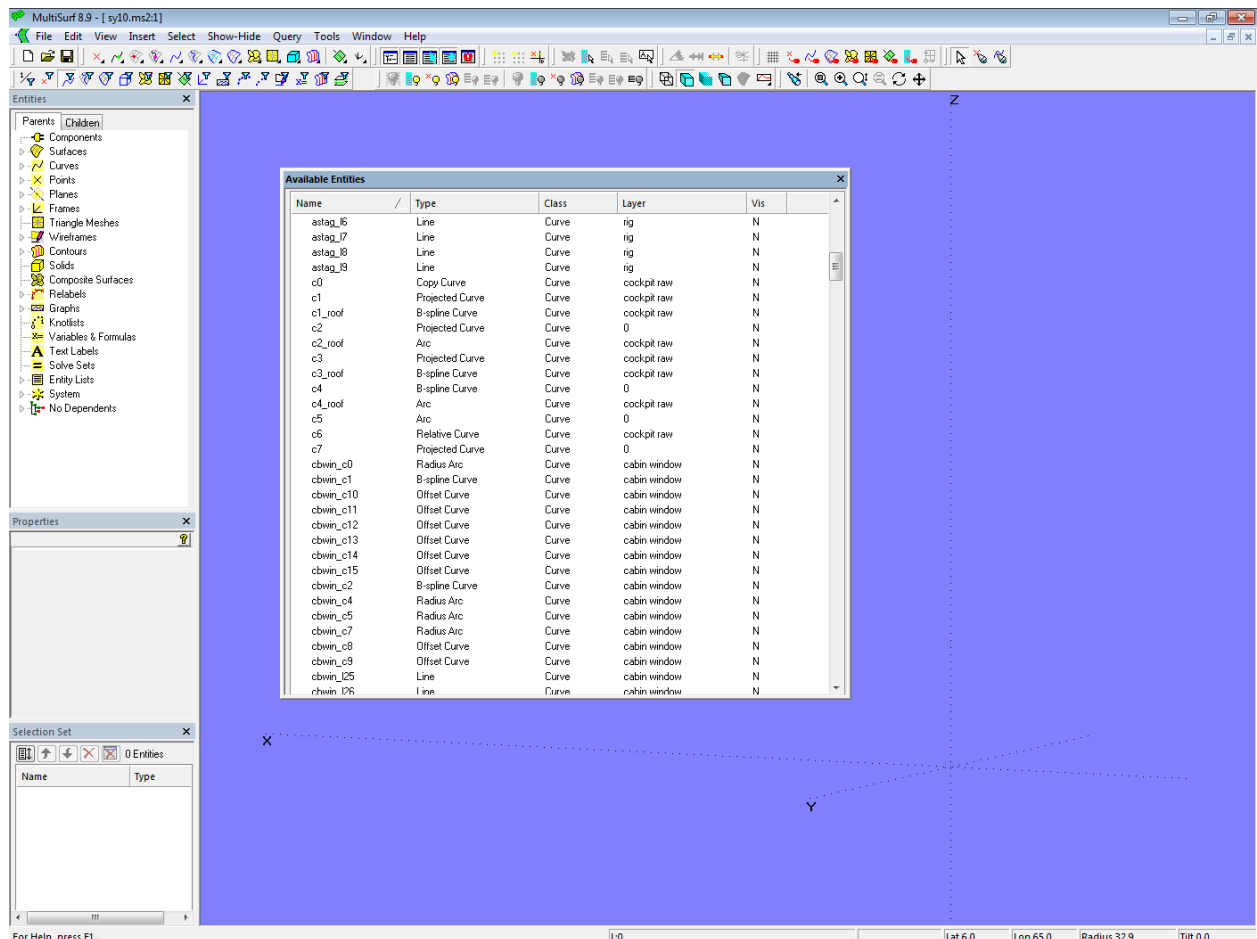 MultiSurf 8.9 - [ sy10.ms2:1]
File Edit View Insert Select Show-Hide Query Tools Window Help
Entities
Parents Children
Components
Surfaces
Curves
Points
Planes
Frames
Triangle Meshes
Wireframes
Contours
Solids
Composite Surfaces
Relabels
Graphs
Knotlists
Variables & Formulas
Text Labels
Solve Sets
Entity Lists
System
No Dependents
Properties
Selection Set
0 Entities
Name Type
Z
Available Entities
Name / Type Class Layer Vis
astag_l6 Line Curve rig N
astag_l7 Line Curve rig N
astag_l8 Line Curve rig N
astag_l9 Line Curve rig N
c0 Copy Curve Curve cockpit raw N
c1 Projected Curve Curve cockpit raw N
c1_roof B-spline Curve Curve cockpit raw N
c2 Projected Curve Curve 0 N
c2_roof Arc Curve cockpit raw N
c3 Projected Curve Curve cockpit raw N
c3_roof B-spline Curve Curve cockpit raw N
c4 B-spline Curve Curve 0 N
c4_roof Arc Curve cockpit raw N
c5 Arc Curve 0 N
c6 Relative Curve Curve cockpit raw N
c7 Projected Curve Curve 0 N
cbwin_c0 Radius Arc Curve cabin window N
cbwin_c1 B-spline Curve Curve cabin window N
cbwin_c10 Offset Curve Curve cabin window N
cbwin_c11 Offset Curve Curve cabin window N
cbwin_c12 Offset Curve Curve cabin window N
cbwin_c13 Offset Curve Curve cabin window N
cbwin_c14 Offset Curve Curve cabin window N
cbwin_c15 Offset Curve Curve cabin window N
cbwin_c2 B-spline Curve Curve cabin window N
cbwin_c4 Radius Arc Curve cabin window N
cbwin_c5 Radius Arc Curve cabin window N
cbwin_c7 Radius Arc Curve cabin window N
cbwin_c8 Offset Curve Curve cabin window N
cbwin_c9 Offset Curve Curve cabin window N
cbwin_l25 Line Curve cabin window N
cbwin_l26 Line Curve cabin window N
X
Y
For Help, press F1. L:0 Lat 6.0 Lon 65.0 Radius 32.9 Tilt 0.0